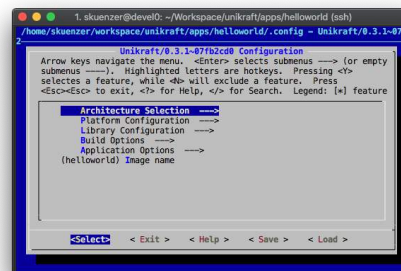 1. skuenzer@devel0: ~/Workspace/unikraft/apps/helloworld (ssh)
/home/skuenzer/workspace/unikraft/apps/helloworld/.config - Unikraft/0.3.1~07
2
Unikraft/0.3.1~07fb2cd0 Configuration
Arrow keys navigate the menu. <Enter> selects submenus ---> (or empty
submenus ----). Highlighted letters are hotkeys. Pressing <Y>
selectes a feature, while <N> will exclude a feature. Press
<Esc><Esc> to exit, <?> for Help, </> for Search. Legend: [*] feature
Architecture Selection --->
Platform Configuration --->
Library Configuration --->
Build Options --->
Application Options --->
(helloworld) Image name
<Select> < Exit > < Help > < Save > < Load >